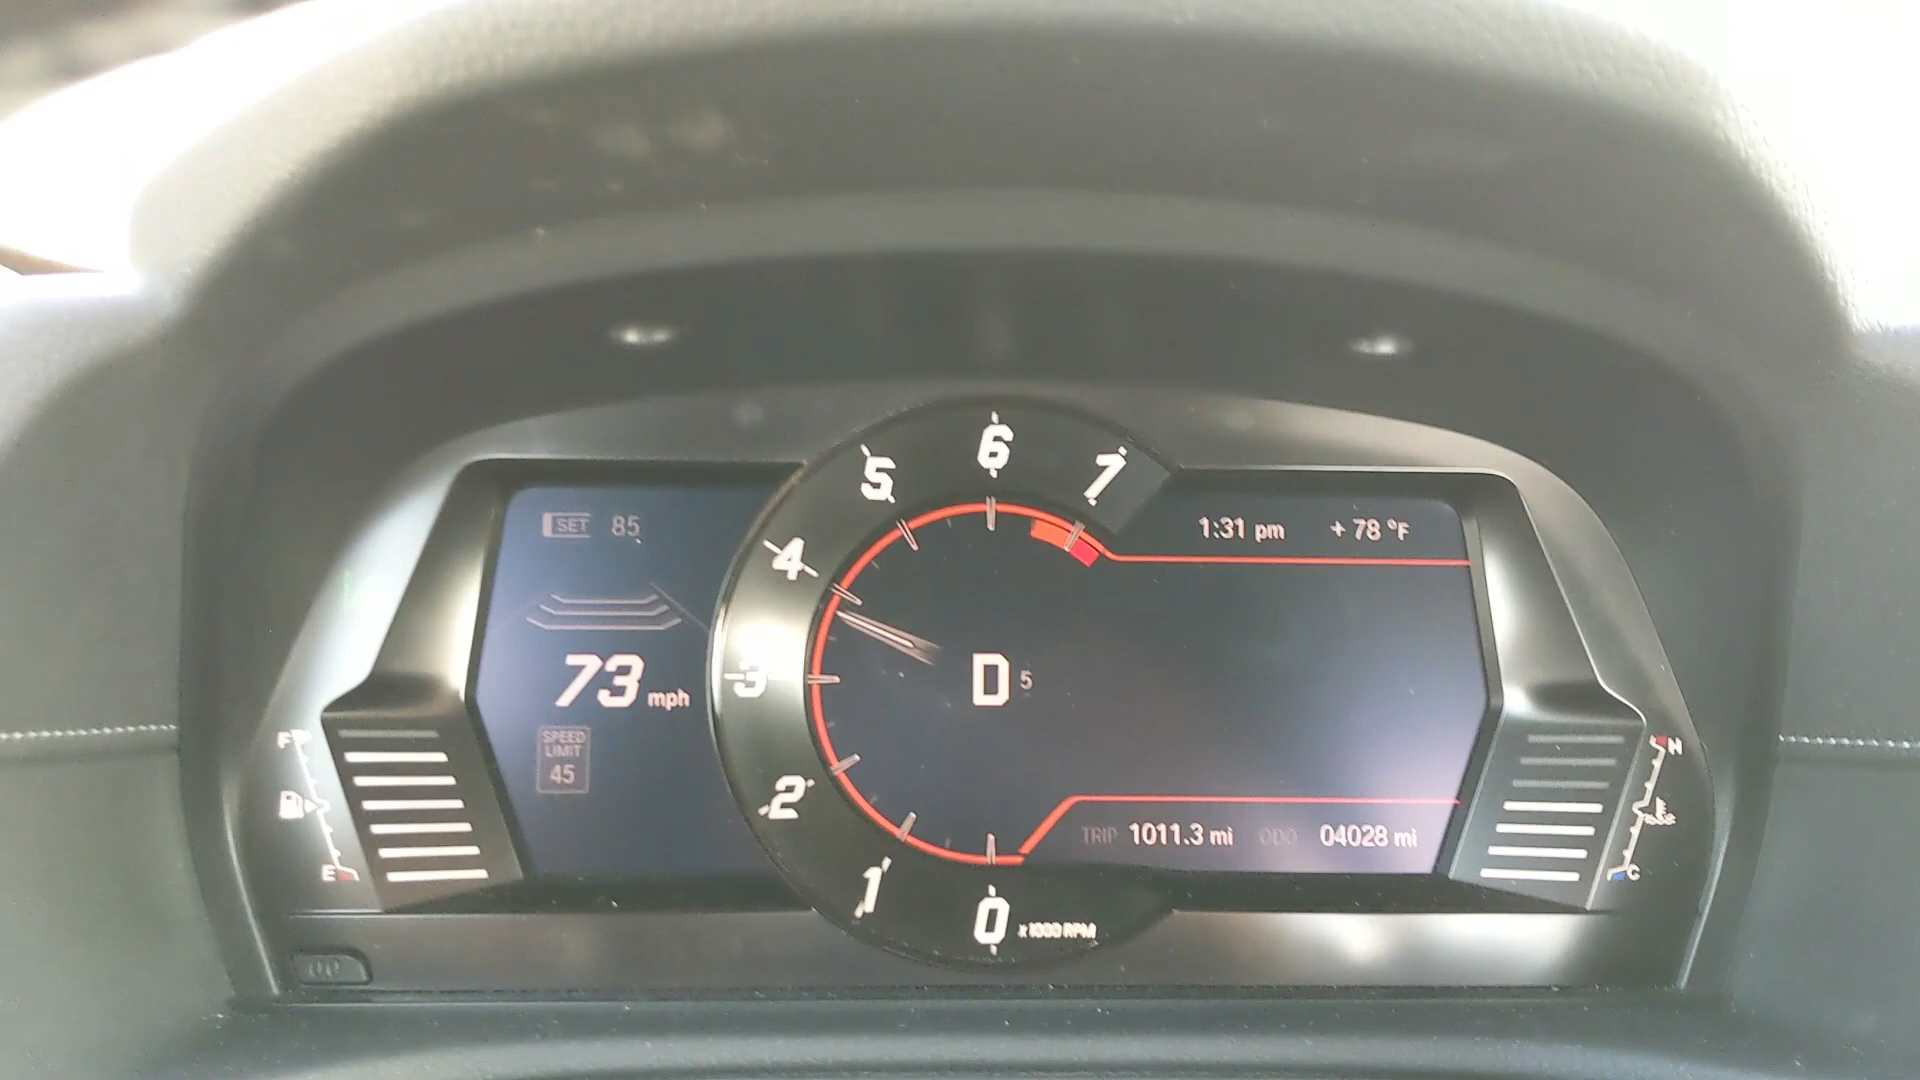 SET 85
1:31 pm +78 °F
73 mph
SPEED
LIMIT
45
7
6
5
4
3
2
1
0
x1000 RPM
D 5
TRIP 1011.3 mi ODO 04028 mi
F
E
H
C